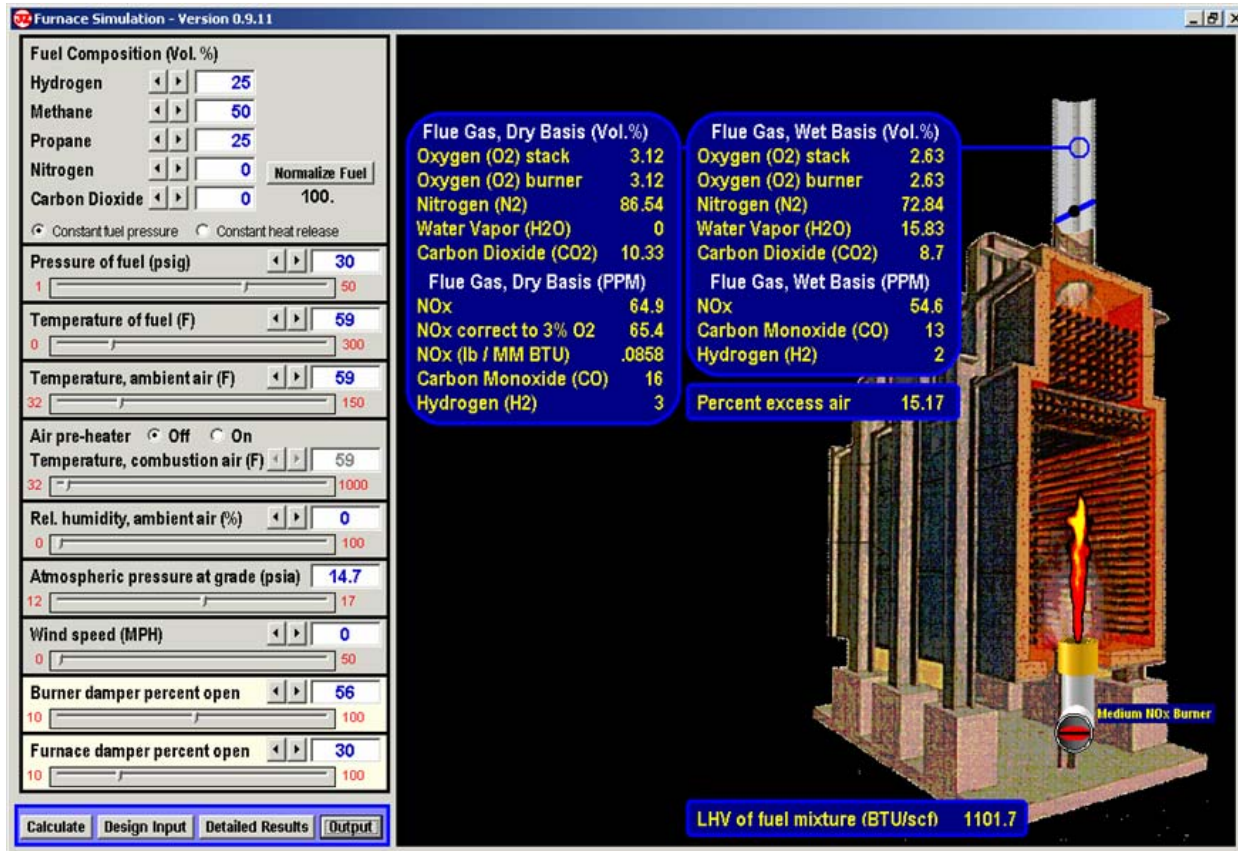 JZ Furnace Simulation - Version 0.9.11
Fuel Composition (Vol. %)
Hydrogen 25
Methane 50
Propane 25
Nitrogen 0 Normalize Fuel
Carbon Dioxide 0 100.
Constant fuel pressure Constant heat release
Pressure of fuel (psig) 30
1 50
Temperature of fuel (F) 59
0 300
Temperature, ambient air (F) 59
32 150
Air pre-heater Off On
Temperature, combustion air (F) 59
32 1000
Rel. humidity, ambient air (%) 0
0 100
Atmospheric pressure at grade (psia) 14.7
12 17
Wind speed (MPH) 0
0 50
Burner damper percent open 56
10 100
Furnace damper percent open 30
10 100
Calculate Design Input Detailed Results Output
Flue Gas, Dry Basis (Vol.%)
Oxygen (O2) stack 3.12
Oxygen (O2) burner 3.12
Nitrogen (N2) 86.54
Water Vapor (H2O) 0
Carbon Dioxide (CO2) 10.33
Flue Gas, Dry Basis (PPM)
NOx 64.9
NOx correct to 3% O2 65.4
NOx (lb / MM BTU) .0858
Carbon Monoxide (CO) 16
Hydrogen (H2) 3
Flue Gas, Wet Basis (Vol.%)
Oxygen (O2) stack 2.63
Oxygen (O2) burner 2.63
Nitrogen (N2) 72.84
Water Vapor (H2O) 15.83
Carbon Dioxide (CO2) 8.7
Flue Gas, Wet Basis (PPM)
NOx 54.6
Carbon Monoxide (CO) 13
Hydrogen (H2) 2
Percent excess air 15.17
Medium NOx Burner
LHV of fuel mixture (BTU/scf) 1101.7